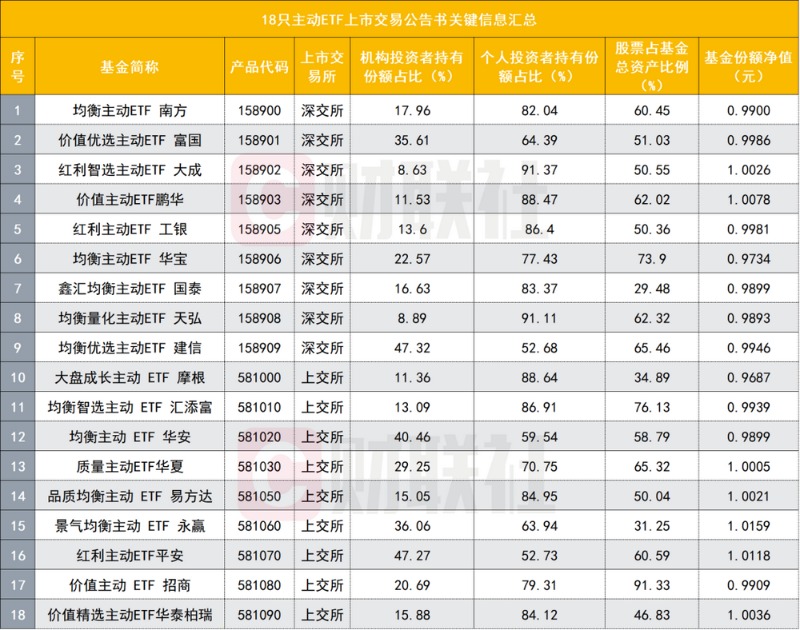 18只主动ETF上市交易公告书关键信息汇总
序号 基金简称 产品代码 上市交易所 机构投资者持有份额占比（%） 个人投资者持有份额占比（%） 股票占基金总资产比例（%） 基金份额净值（元）
1 均衡主动ETF 南方 158900 深交所 17.96 82.04 60.45 0.9900
2 价值优选主动ETF 富国 158901 深交所 35.61 64.39 51.03 0.9986
3 红利智选主动ETF 大成 158902 深交所 8.63 91.37 50.55 1.0026
4 价值主动ETF鹏华 158903 深交所 11.53 88.47 62.02 1.0078
5 红利主动ETF 工银 158905 深交所 13.6 86.4 50.36 0.9981
6 均衡主动ETF 华宝 158906 深交所 22.57 77.43 73.9 0.9734
7 鑫汇均衡主动ETF 国泰 158907 深交所 16.63 83.37 29.48 0.9899
8 均衡量化主动ETF 天弘 158908 深交所 8.89 91.11 62.32 0.9893
9 均衡优选主动ETF 建信 158909 深交所 47.32 52.68 65.46 0.9946
10 大盘成长主动 ETF 摩根 581000 上交所 11.36 88.64 34.89 0.9687
11 均衡智选主动 ETF 汇添富 581010 上交所 13.09 86.91 76.13 0.9939
12 均衡主动 ETF 华安 581020 上交所 40.46 59.54 58.79 0.9899
13 质量主动ETF华夏 581030 上交所 29.25 70.75 65.32 1.0005
14 品质均衡主动 ETF 易方达 581050 上交所 15.05 84.95 50.04 1.0021
15 景气均衡主动 ETF 永赢 581060 上交所 36.06 63.94 31.25 1.0159
16 红利主动ETF平安 581070 上交所 47.27 52.73 60.59 1.0118
17 价值主动 ETF 招商 581080 上交所 20.69 79.31 91.33 0.9909
18 价值精选主动ETF华泰柏瑞 581090 上交所 15.88 84.12 46.83 1.0036
财联社
财联社